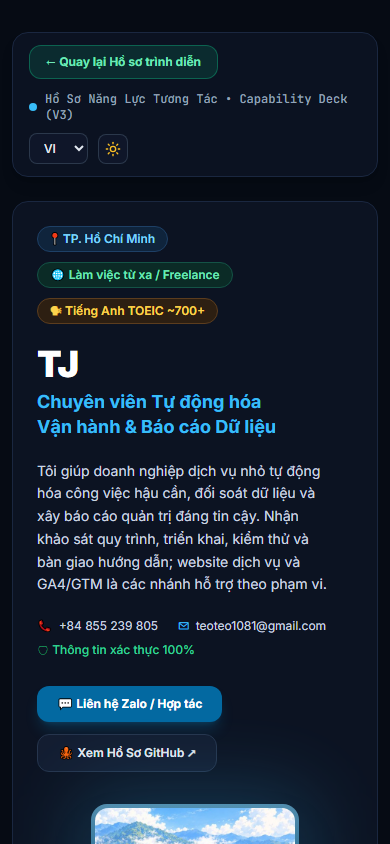 ← Quay lại Hồ sơ trình diễn
Hồ Sơ Năng Lực Tương Tác • Capability Deck
(V3)
VI
TP. Hồ Chí Minh
Làm việc từ xa / Freelance
Tiếng Anh TOEIC ~700+
TJ
Chuyên viên Tự động hóa
Vận hành & Báo cáo Dữ liệu
Tôi giúp doanh nghiệp dịch vụ nhỏ tự động
hóa công việc hậu cần, đối soát dữ liệu và
xây báo cáo quản trị đáng tin cậy. Nhận
khảo sát quy trình, triển khai, kiểm thử và
bàn giao hướng dẫn; website dịch vụ và
GA4/GTM là các nhánh hỗ trợ theo phạm vi.
+84 855 239 805 teoteo1081@gmail.com
Thông tin xác thực 100%
Liên hệ Zalo / Hợp tác
Xem Hồ Sơ GitHub ↗